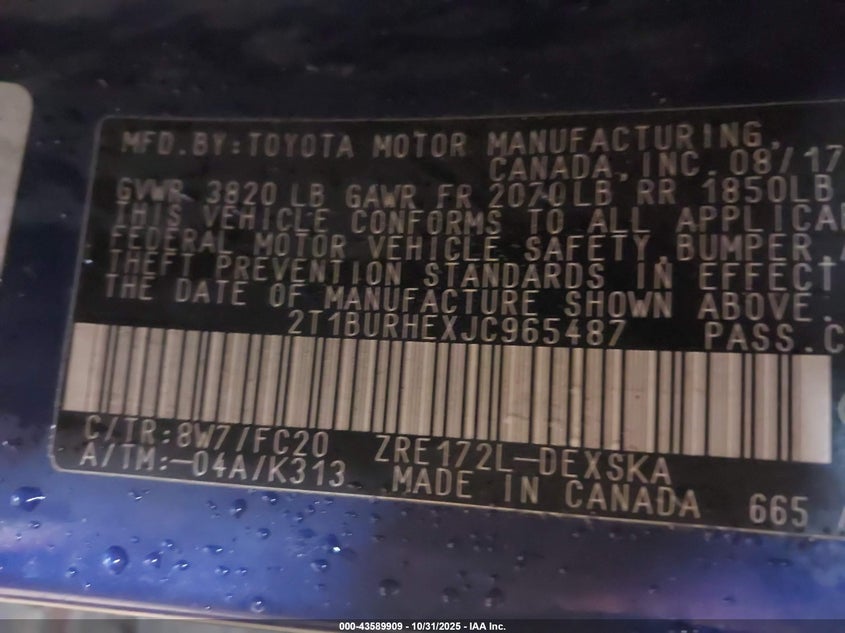 MFD.BY:TOYOTA MOTOR MANUFACTURING,
CANADA,INC. 08/17
GVWR 3820 LB GAWR FR 2070LB RR 1850LB
THIS VEHICLE CONFORMS TO ALL APPLICA
FEDERAL MOTOR VEHICLE SAFETY,BUMPER,A
THEFT PREVENTION STANDARDS IN EFFECT
THE DATE OF MANUFACTURE SHOWN ABOVE.
2T1BURHEXJC965487 PASS.C
C/TR:8W7/FC20 ZRE172L-DEXSKA
A/TM:-04A/K313 MADE IN CANADA 665
000-43589909 • 10/31/2025 - IAA Inc.